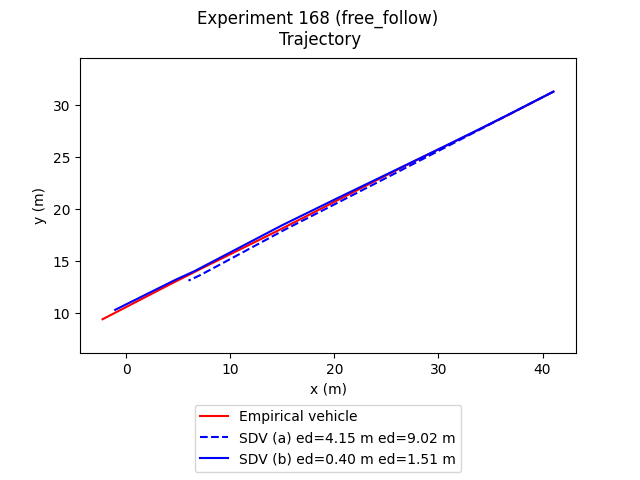 Experiment 168 (free_follow)
Trajectory
30
25
20
15
10
y (m)
0 10 20 30 40
x (m)
Empirical vehicle
SDV (a) ed=4.15 m ed=9.02 m
SDV (b) ed=0.40 m ed=1.51 m